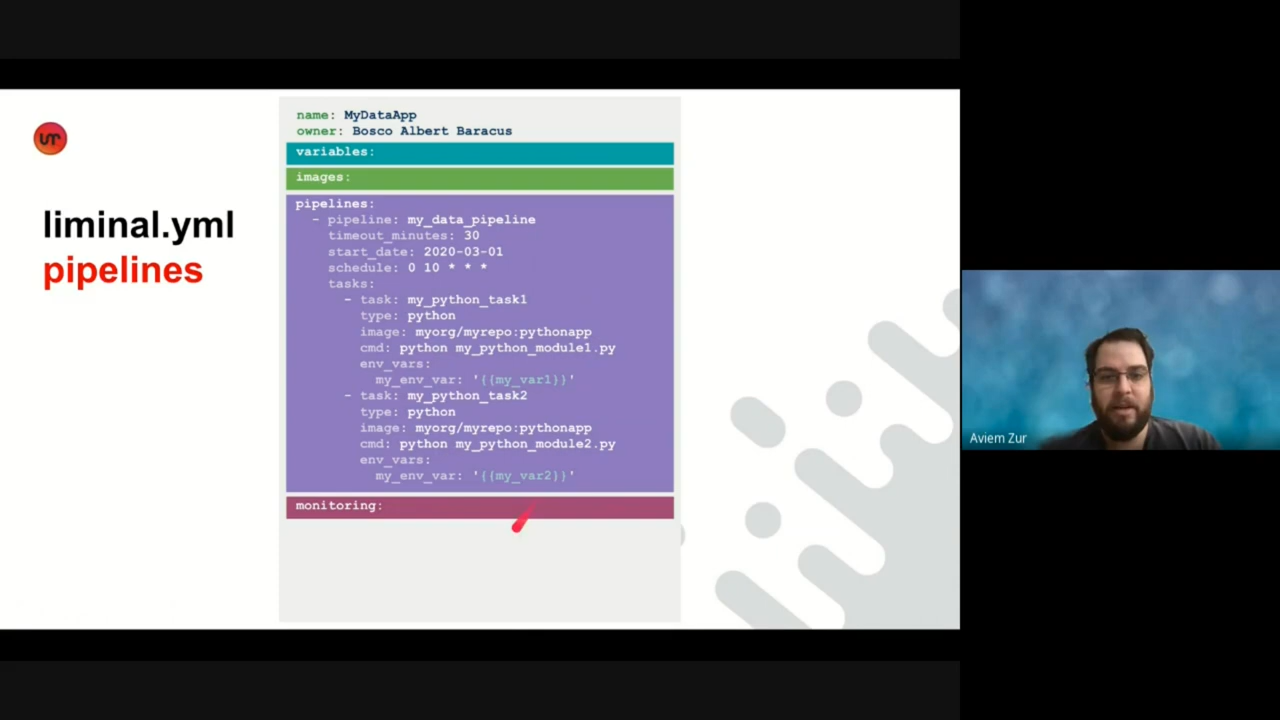 liminal.yml
pipelines
name: MyDataApp
owner: Bosco Albert Baracus
variables:
images:
pipelines:
- pipeline: my_data_pipeline
timeout_minutes: 30
start_date: 2020-03-01
schedule: 0 10 * * *
tasks:
- task: my_python_task1
type: python
image: myorg/myrepo:pythonapp
cmd: python my_python_module1.py
env_vars:
my_env_var: '{{my_var1}}'
- task: my_python_task2
type: python
image: myorg/myrepo:pythonapp
cmd: python my_python_module2.py
env_vars:
my_env_var: '{{my_var2}}'
monitoring:
Aviem Zur